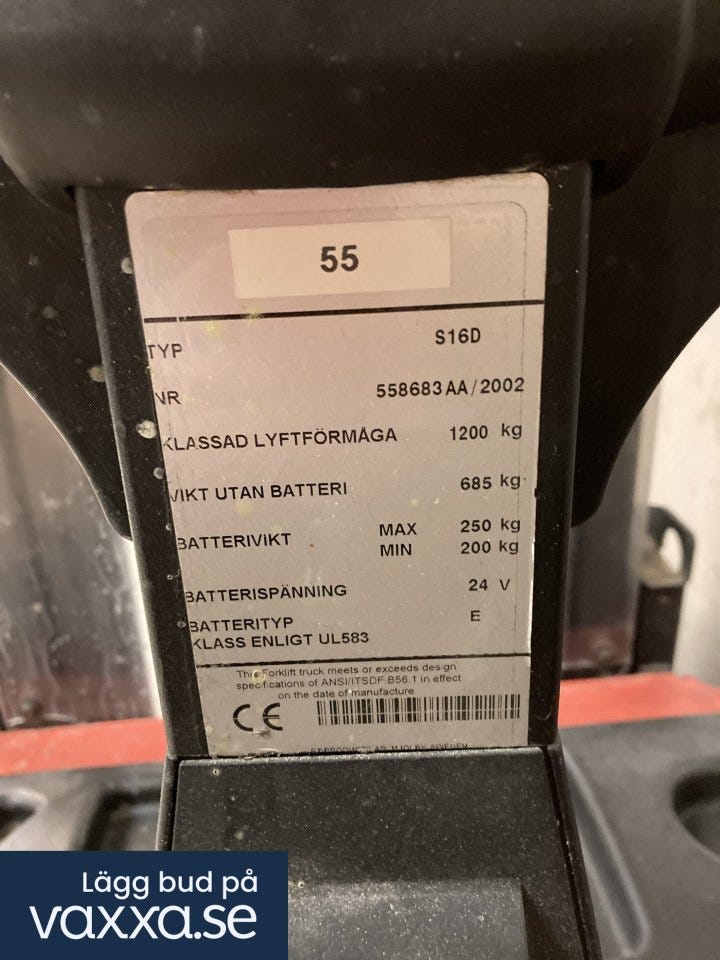 55
TYP S16D
NR 558683AA/2002
KLASSAD LYFTFÖRMÅGA 1200 kg
VIKT UTAN BATTERI 685 kg
BATTERIVIKT MAX 250 kg
MIN 200 kg
BATTERISPÄNNING 24 V
BATTERITYP E
KLASS ENLIGT UL583
This Forklift truck meets or exceeds design
specifications of ANSI/ITSDF B56.1 in effect
on the date of manufacture
CE
MJÖLBY SWEDEN
Lägg bud på
vaxxa.se